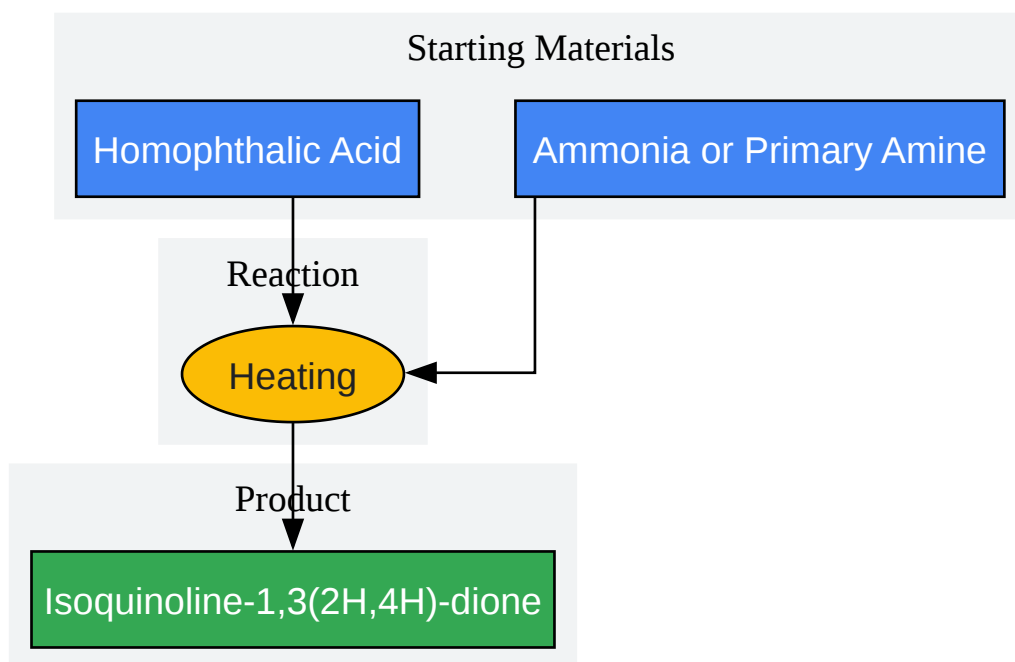 Starting Materials
Homophthalic Acid
Ammonia or Primary Amine
Reaction
Heating
Product
Isoquinoline-1,3(2H,4H)-dione